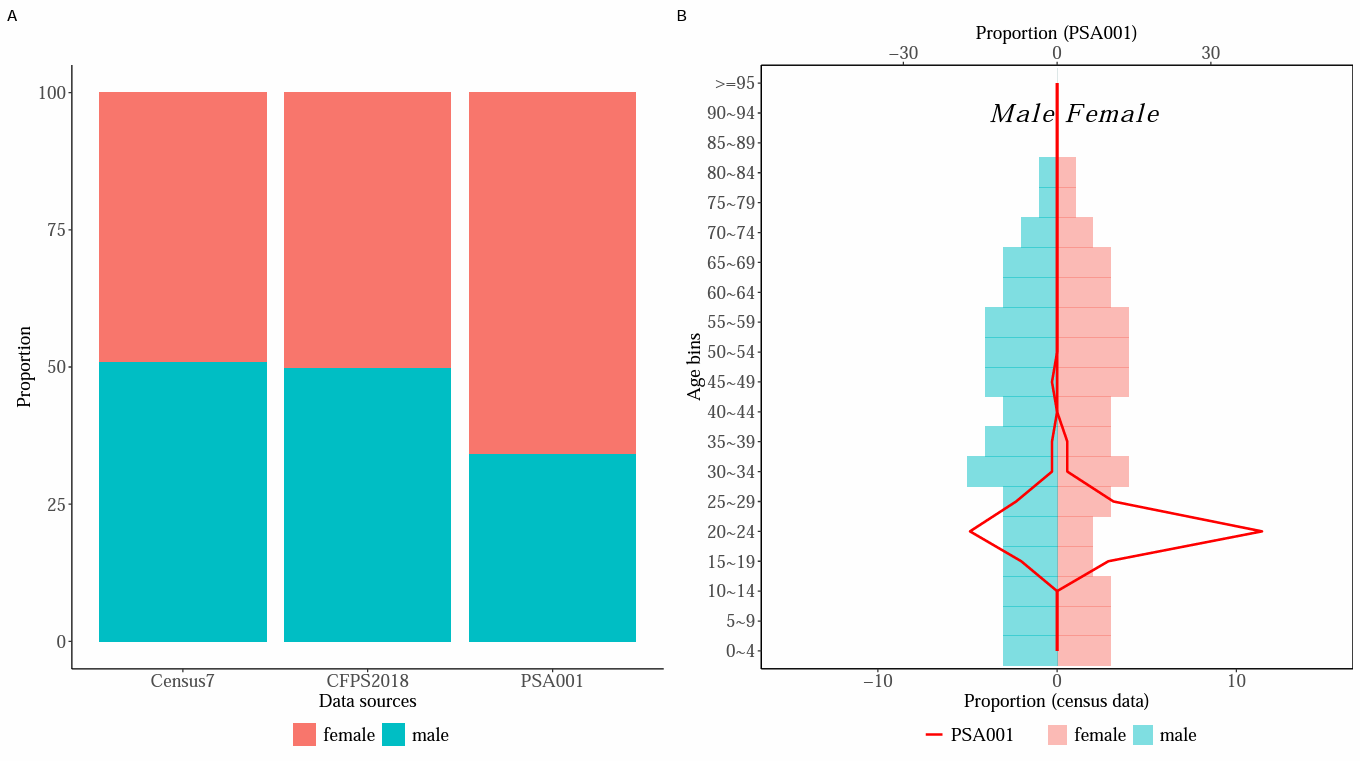 A
100
75
50
25
0
Proportion
Census7 CFPS2018 PSA001
Data sources
female male
B
Proportion (PSA001)
−30 0 30
>=95
90~94
85~89
80~84
75~79
70~74
65~69
60~64
55~59
50~54
45~49
40~44
35~39
30~34
25~29
20~24
15~19
10~14
5~9
0~4
Age bins
Male Female
−10 0 10
Proportion (census data)
PSA001 female male